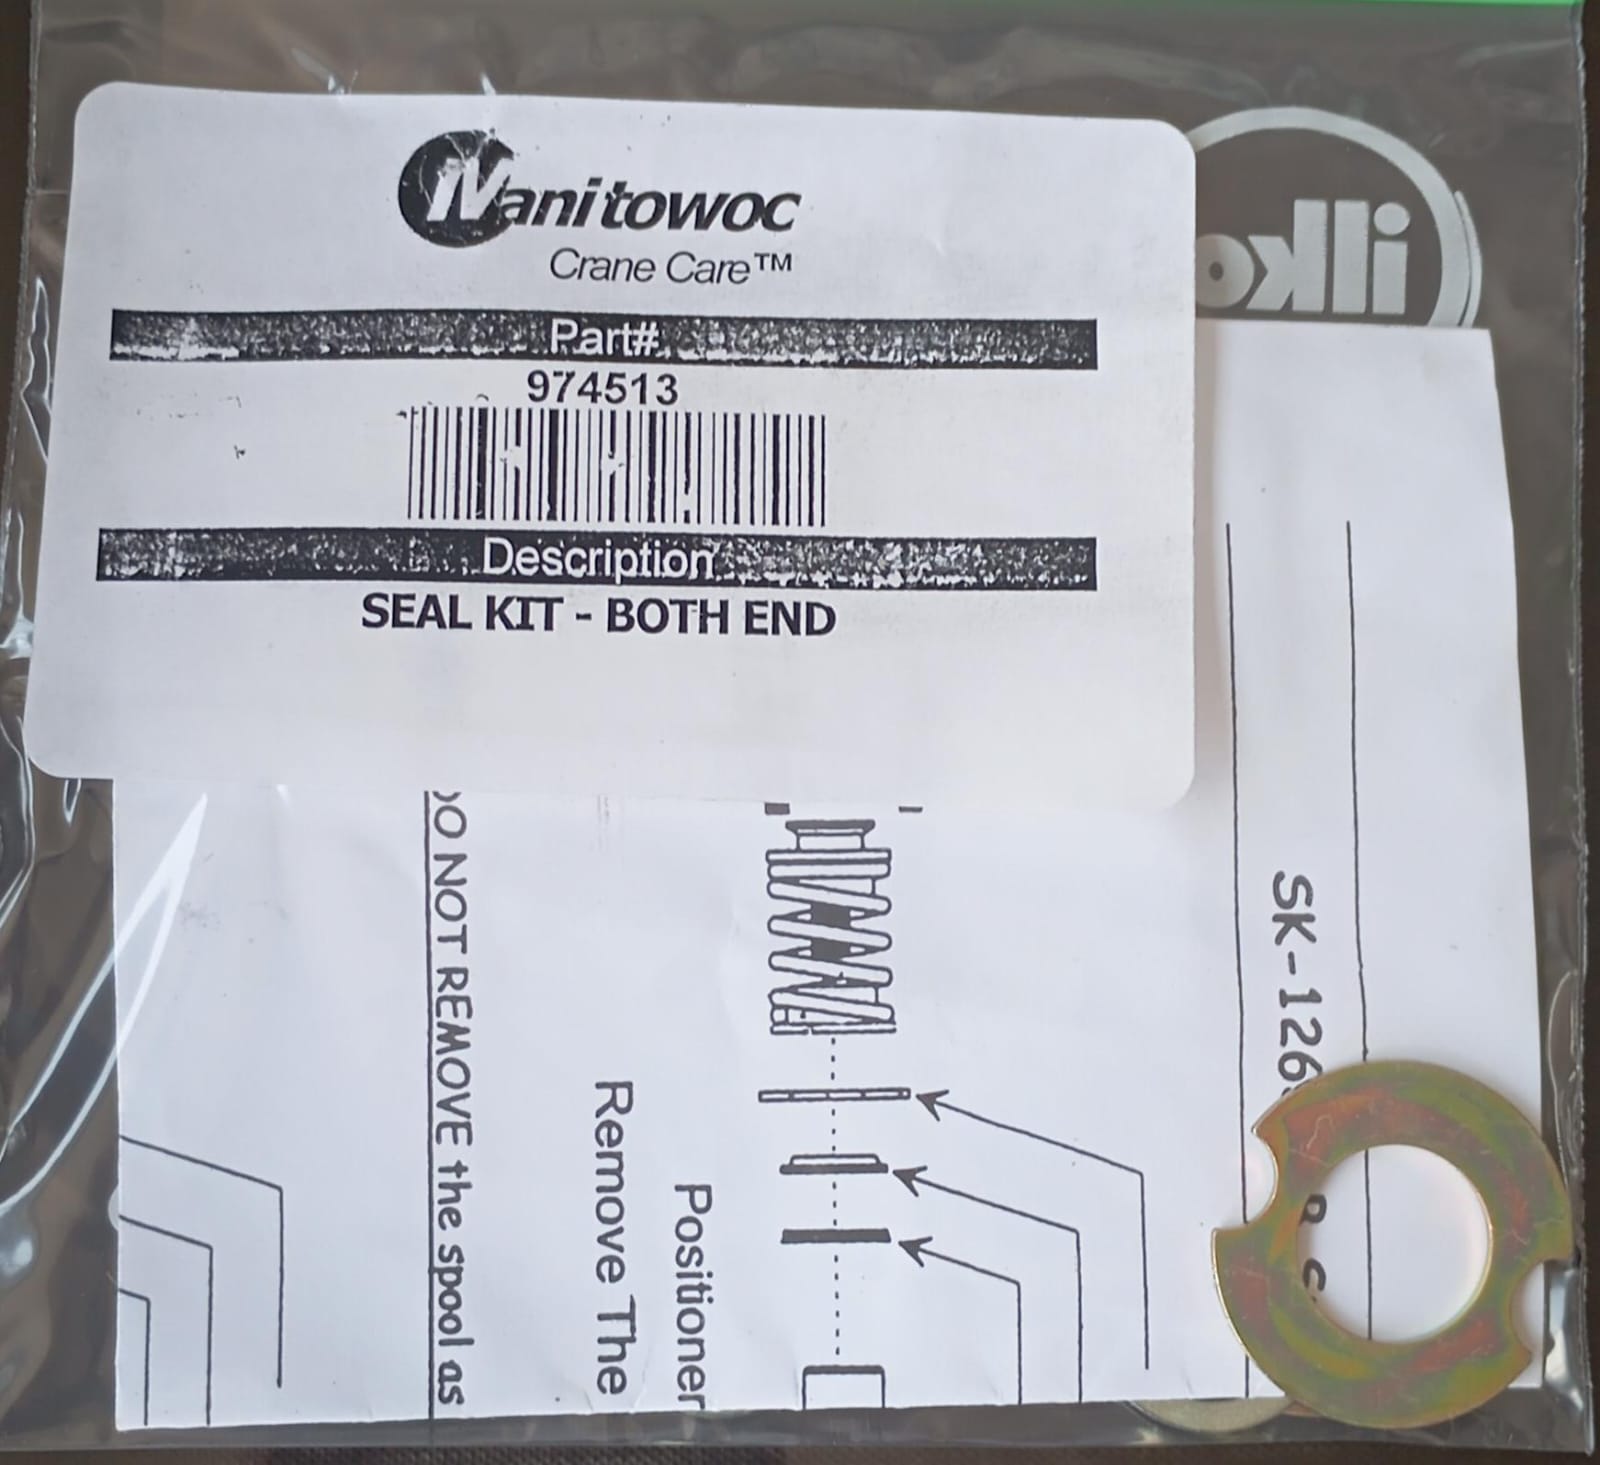 Manitowoc
Crane Care™
Part#
974513
Description
SEAL KIT - BOTH END
NOT REMOVE the spool as
Remove The
Positioner